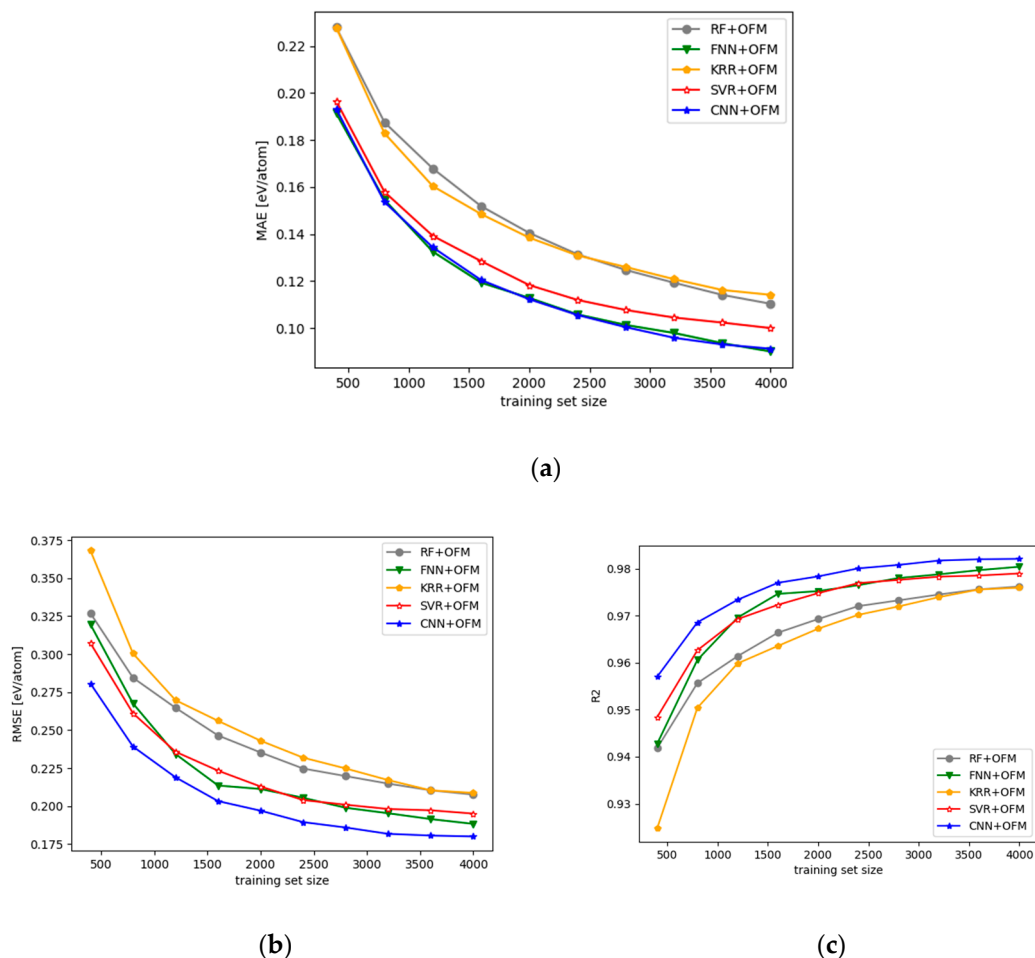 0.22
0.20
0.18
0.16
0.14
0.12
0.10
MAE [eV/atom]
RF+OFM
FNN+OFM
KRR+OFM
SVR+OFM
CNN+OFM
500 1000 1500 2000 2500 3000 3500 4000
training set size
(a)
0.375
0.350
0.325
0.300
0.275
0.250
0.225
0.200
0.175
RMSE [eV/atom]
RF+OFM
FNN+OFM
KRR+OFM
SVR+OFM
CNN+OFM
500 1000 1500 2000 2500 3000 3500 4000
training set size
(b)
0.98
0.97
0.96
0.95
0.94
0.93
R2
RF+OFM
FNN+OFM
KRR+OFM
SVR+OFM
CNN+OFM
500 1000 1500 2000 2500 3000 3500 4000
training set size
(c)